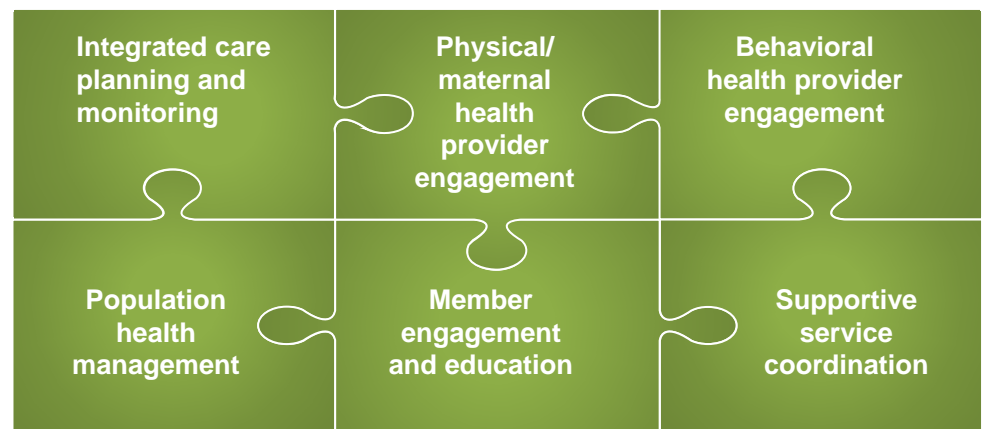 Integrated care
planning and
monitoring
Physical/
maternal
health
provider
engagement
Behavioral
health provider
engagement
Population
health
management
Member
engagement
and education
Supportive
service
coordination